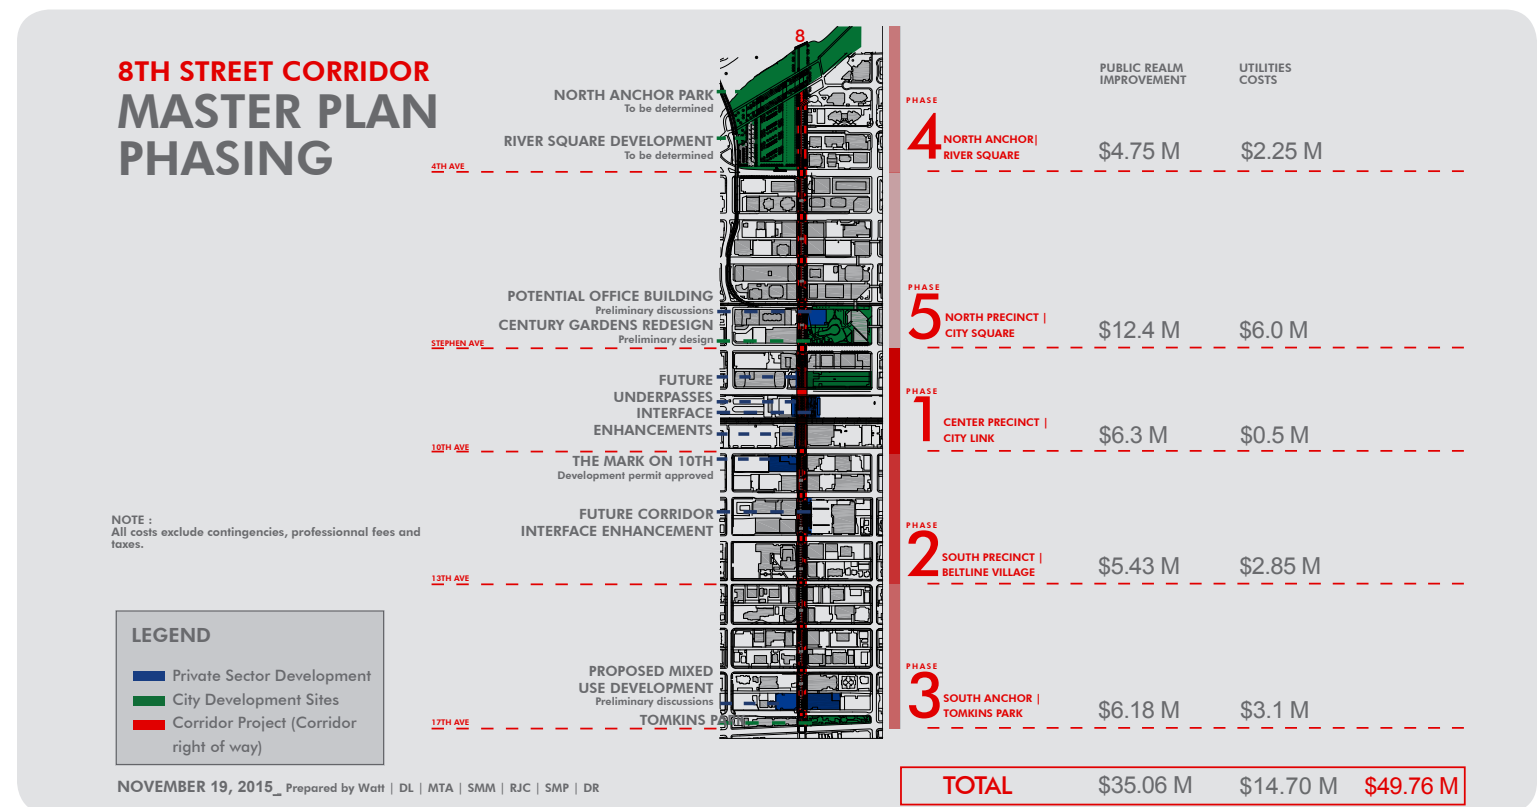 8TH STREET CORRIDOR
MASTER PLAN
PHASING
8
PUBLIC REALM
IMPROVEMENT
UTILITIES
COSTS
NORTH ANCHOR PARK
To be determined
RIVER SQUARE DEVELOPMENT
To be determined
4TH AVE
PHASE
4
NORTH ANCHOR|
RIVER SQUARE
$4.75 M
$2.25 M
POTENTIAL OFFICE BUILDING
Preliminary discussions
CENTURY GARDENS REDESIGN
Preliminary design
STEPHEN AVE
PHASE
5
NORTH PRECINCT |
CITY SQUARE
$12.4 M
$6.0 M
FUTURE
UNDERPASSES
INTERFACE
ENHANCEMENTS
10TH AVE
PHASE
1
CENTER PRECINCT |
CITY LINK
$6.3 M
$0.5 M
THE MARK ON 10TH
Development permit approved
FUTURE CORRIDOR
INTERFACE ENHANCEMENT
13TH AVE
PHASE
2
SOUTH PRECINCT |
BELTLINE VILLAGE
$5.43 M
$2.85 M
PROPOSED MIXED
USE DEVELOPMENT
Preliminary discussions
TOMKINS PARK
17TH AVE
PHASE
3
SOUTH ANCHOR |
TOMKINS PARK
$6.18 M
$3.1 M
NOTE :
All costs exclude contingencies, professionnal fees and
taxes.
LEGEND
Private Sector Development
City Development Sites
Corridor Project (Corridor
right of way)
NOVEMBER 19, 2015_ Prepared by Watt | DL | MTA | SMM | RJC | SMP | DR
TOTAL
$35.06 M
$14.70 M
$49.76 M